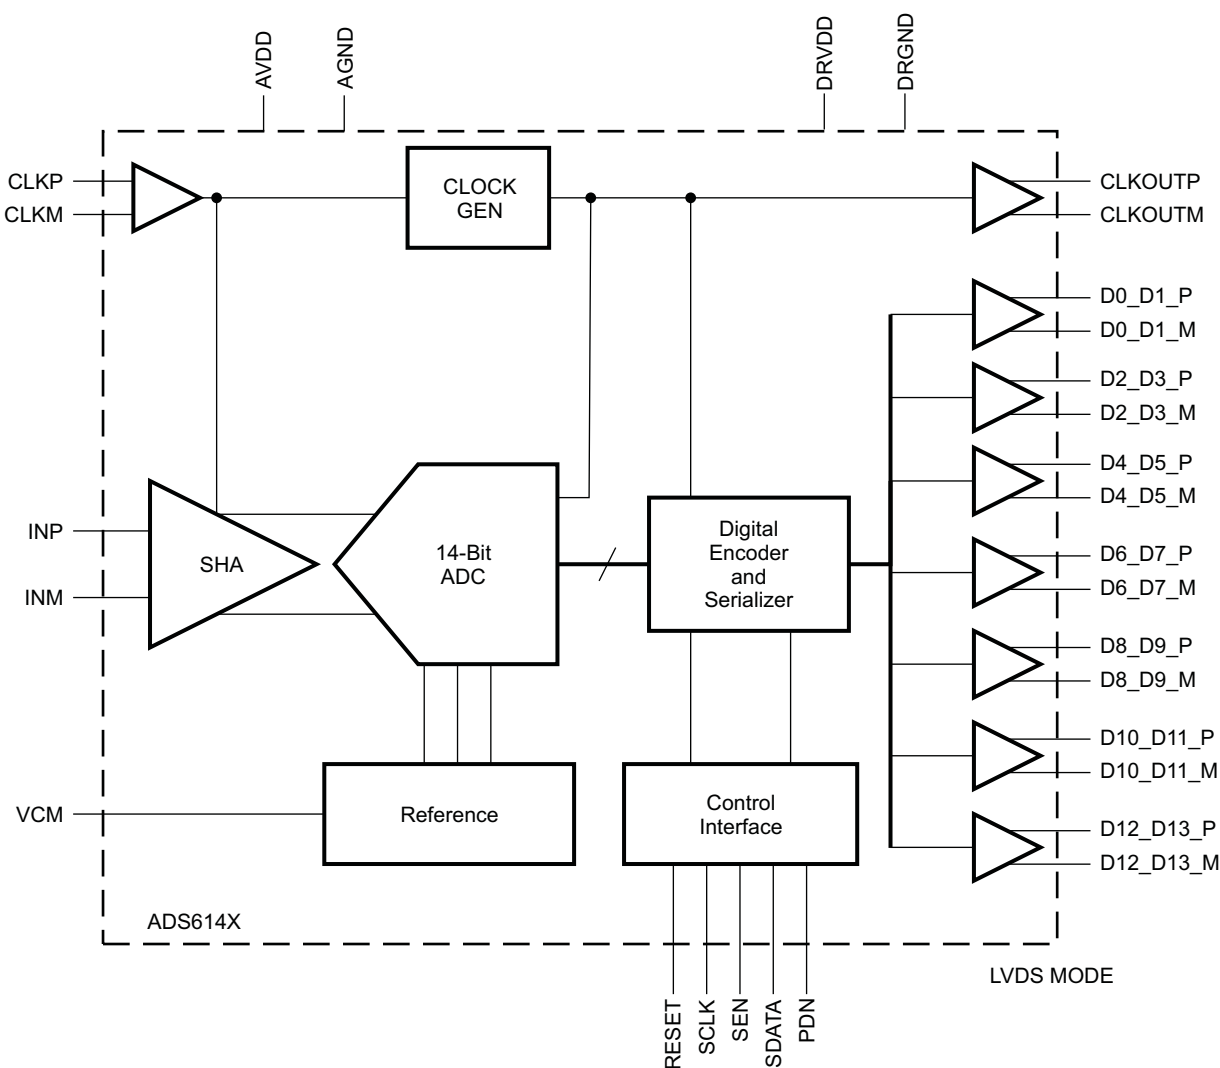 AVDD
AGND
DRVDD
DRGND
CLKP
CLKM
CLOCK
GEN
CLKOUTP
CLKOUTM
D0_D1_P
D0_D1_M
D2_D3_P
D2_D3_M
D4_D5_P
D4_D5_M
INP
INM
SHA
14-Bit
ADC
Digital
Encoder
and
Serializer
D6_D7_P
D6_D7_M
D8_D9_P
D8_D9_M
D10_D11_P
D10_D11_M
VCM
Reference
Control
Interface
D12_D13_P
D12_D13_M
ADS614X
LVDS MODE
RESET
SCLK
SEN
SDATA
PDN